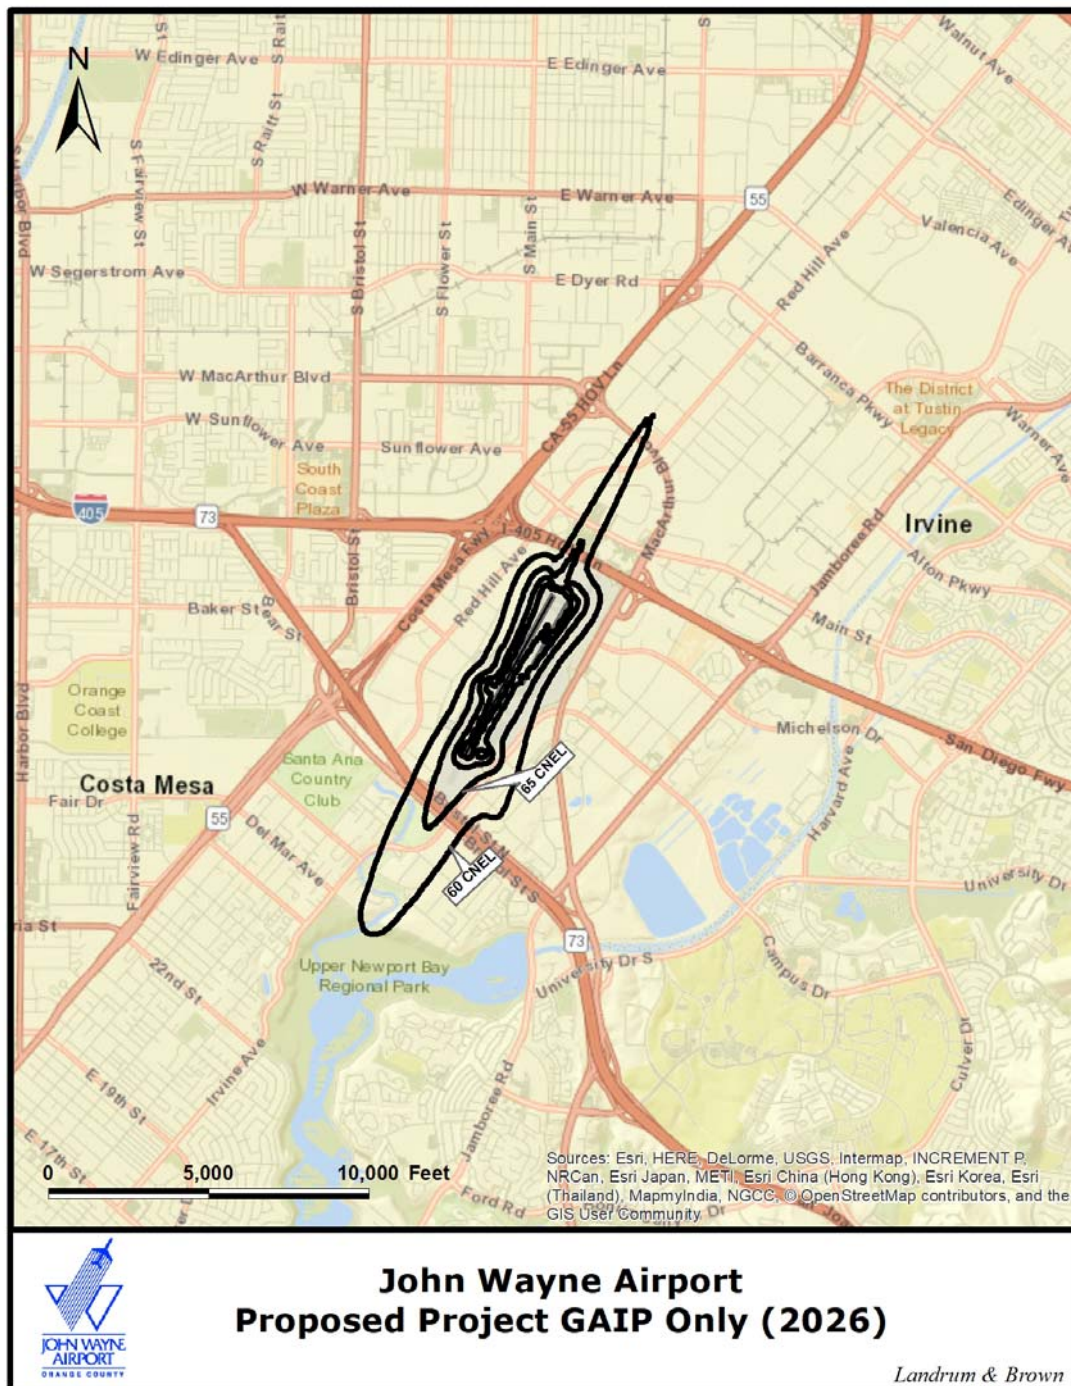 N
W Edinger Ave
E Edinger Ave
S Raitt St
S Raitt St
S Fairview St
Walnut Ave
W Warner Ave
E Warner Ave
55
Edinger Ave
Valencia Ave
Red Hill Ave
W Segerstrom Ave
S Bristol St
S Flower St
S Main St
E Dyer Rd
W MacArthur Blvd
CA-55 HOV Ln
Barranca Pkwy
The District
at Tustin
Legacy
Warner Ave
W Sunflower Ave
Sunflower Ave
South
Coast
Plaza
405
73
I-405
Irvine
Jamboree Rd
Alton Pkwy
Bristol St
Costa Mesa Fwy
Red Hill Ave
Baker St
Bear St
Main St
Orange
Coast
College
Harbor Blvd
Michelson Dr
San Diego Fwy
Harvard Ave
Costa Mesa
Santa Ana
Country
Club
65 CNEL
Fair Dr
55
Fairview Rd
Del Mar Ave
60 CNEL
University Dr
73
Upper Newport Bay
Regional Park
University Dr S
Campus Dr
22nd St
Irvine Ave
Culver Dr
E 19th St
E 17th St
Jamboree Rd
Ford Rd
0 5,000 10,000 Feet
Sources: Esri, HERE, DeLorme, USGS, Intermap, INCREMENT P,
NRCan, Esri Japan, METI, Esri China (Hong Kong), Esri Korea, Esri
(Thailand), MapmyIndia, NGCC, © OpenStreetMap contributors, and the
GIS User Community
JOHN WAYNE
AIRPORT
ORANGE COUNTY
John Wayne Airport
Proposed Project GAIP Only (2026)
Landrum & Brown